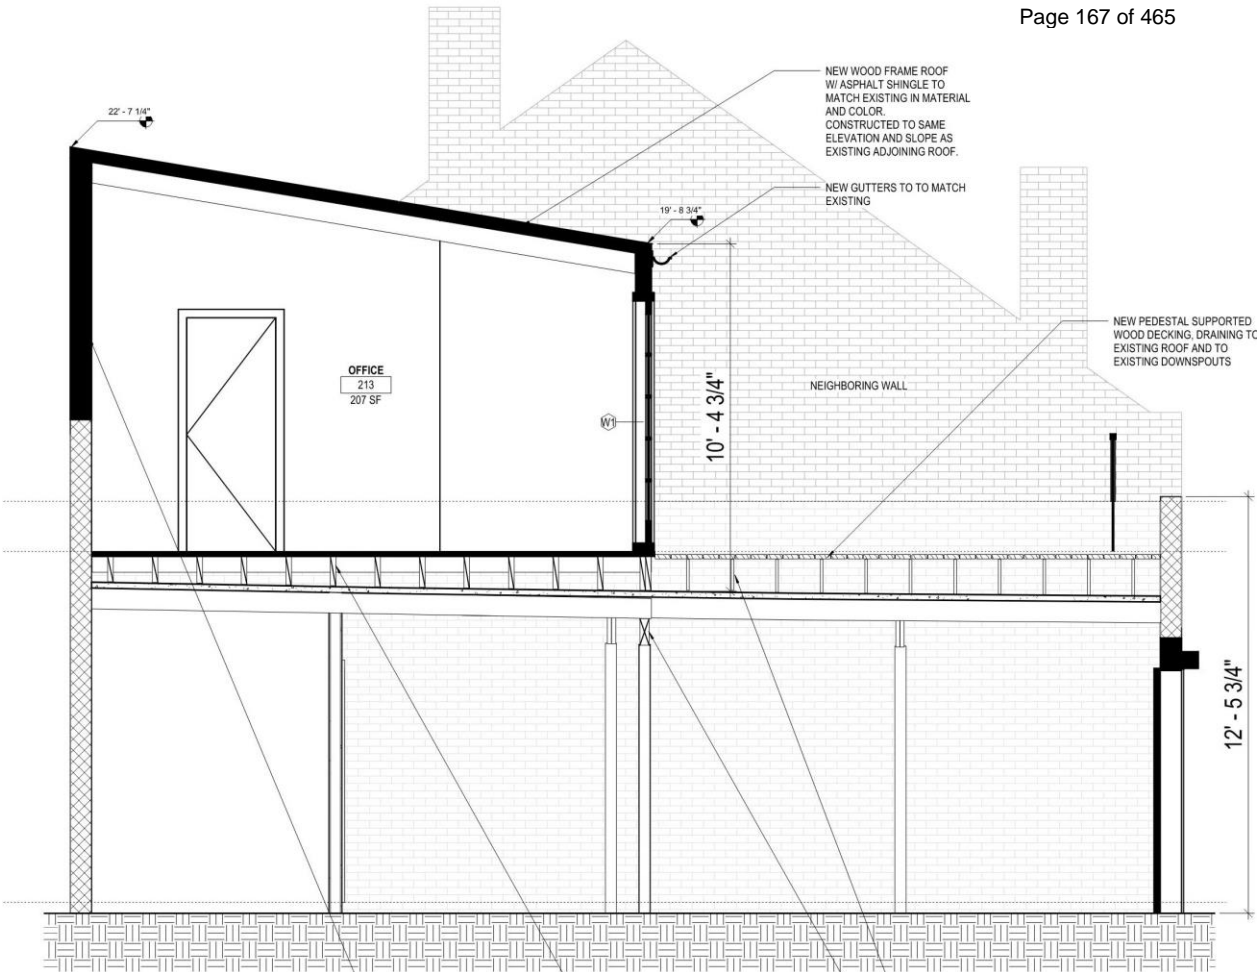 Page 167 of 465
NEW WOOD FRAME ROOF
W/ ASPHALT SHINGLE TO
MATCH EXISTING IN MATERIAL
AND COLOR.
CONSTRUCTED TO SAME
ELEVATION AND SLOPE AS
EXISTING ADJOINING ROOF.
22' - 7 1/4"
NEW GUTTERS TO TO MATCH
EXISTING
19' - 8 3/4"
NEW PEDESTAL SUPPORTED
WOOD DECKING, DRAINING TO
EXISTING ROOF AND TO
EXISTING DOWNSPOUTS
OFFICE
213
207 SF
NEIGHBORING WALL
W1
10' - 4 3/4"
12' - 5 3/4"